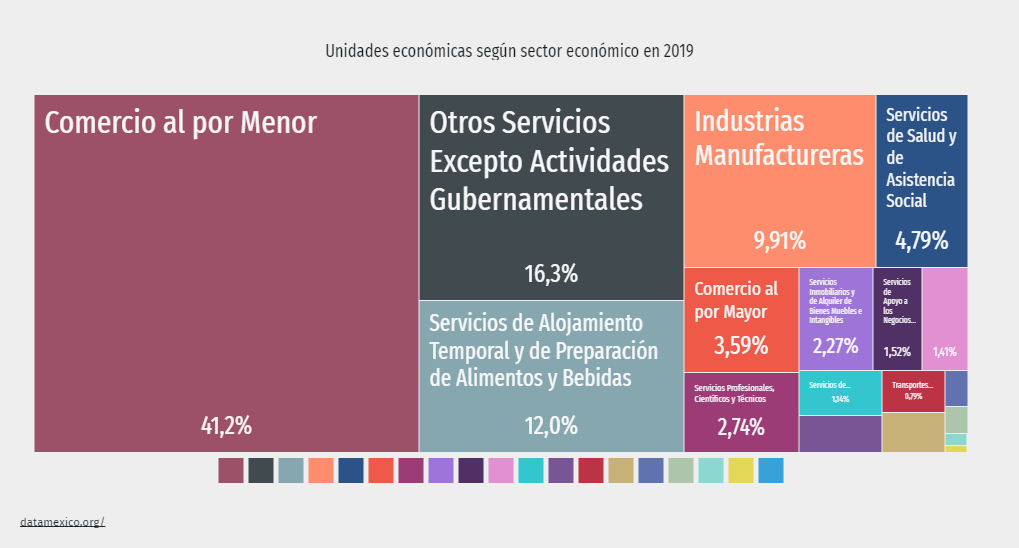 Unidades económicas según sector económico en 2019
Comercio al por Menor
41,2%
Otros Servicios
Excepto Actividades
Gubernamentales
16,3%
Servicios de Alojamiento
Temporal y de Preparación
de Alimentos y Bebidas
12,0%
Industrias
Manufactureras
9,91%
Servicios
de Salud y
de
Asistencia
Social
4,79%
Comercio al
por Mayor
3,59%
Servicios Profesionales,
Científicos y Técnicos
2,74%
Servicios
Inmobiliarios y
de Alquiler de
Bienes Muebles e
Intangibles
2,27%
Servicios
de
Apoyo a
los
Negocios...
1,52%
1,41%
Servicios de...
1,14%
Transportes...
0,79%
datamexico.org/